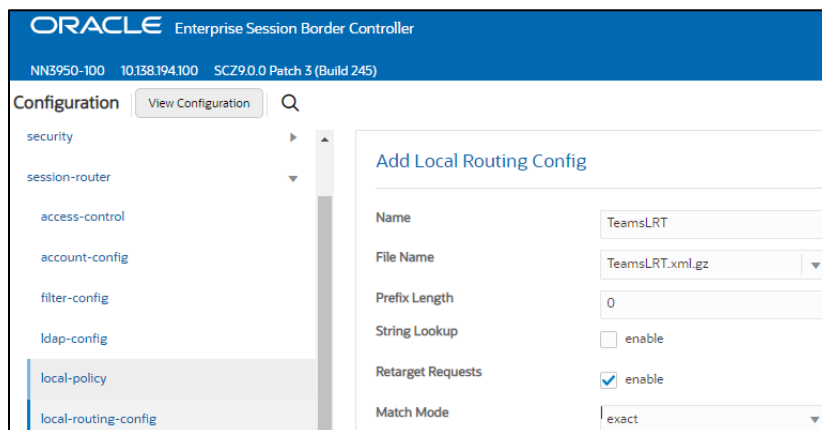 ORACLE Enterprise Session Border Controller
NN3950-100 10.138.194.100 SCZ9.0.0 Patch 3 (Build 245)
Configuration View Configuration
security
session-router
access-control
account-config
filter-config
ldap-config
local-policy
local-routing-config
Add Local Routing Config
Name TeamsLRT
File Name TeamsLRT.xml.gz
Prefix Length 0
String Lookup enable
Retarget Requests enable
Match Mode exact